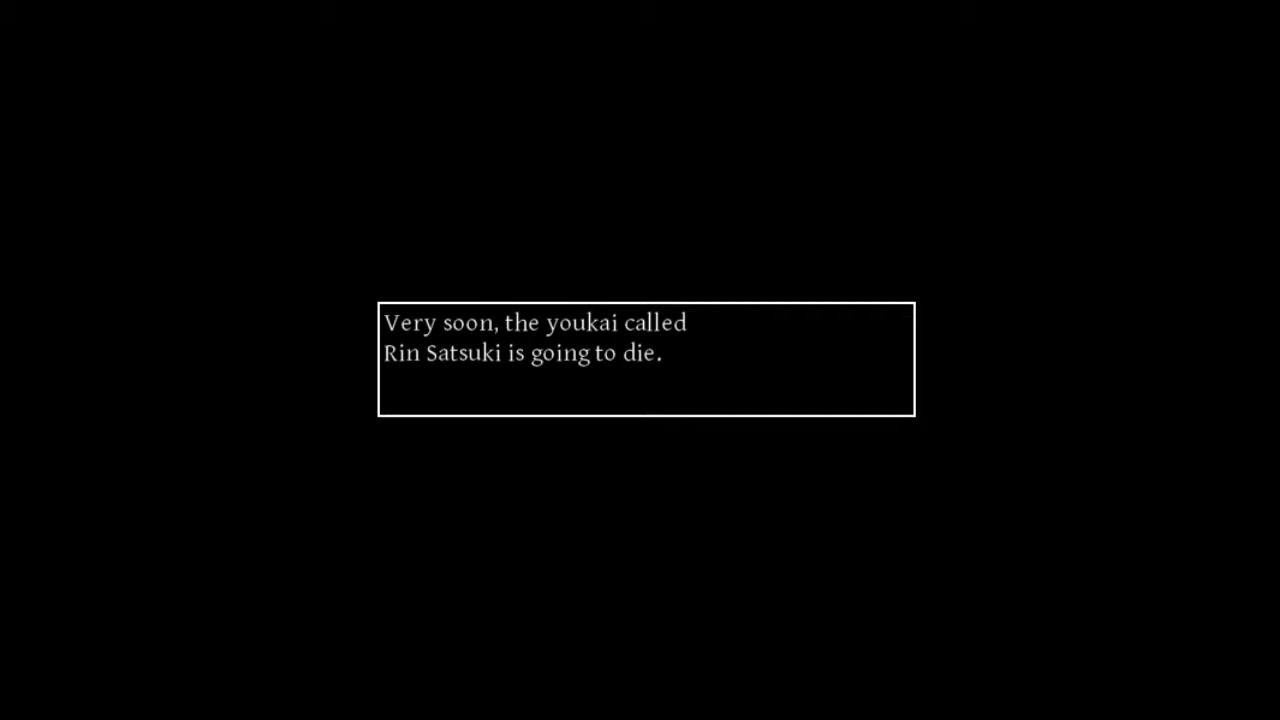 Very soon, the youkai called
Rin Satsuki is going to die.